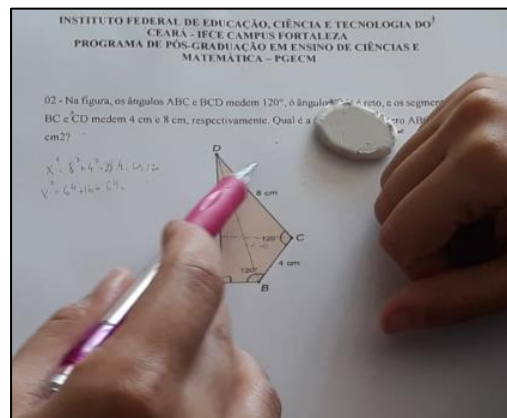 INSTITUTO FEDERAL DE EDUCAÇÃO, CIÊNCIA E TECNOLOGIA DO
CEARÁ - IFCE CAMPUS FORTALEZA
PROGRAMA DE PÓS-GRADUAÇÃO EM ENSINO DE CIÊNCIAS E
MATEMÁTICA – PGECM
02 - Na figura, os ângulos ABC e BCD medem 120°, o ângulo é reto, e os
BC e CD medem 4 cm e 8 cm, respectivamente. Qual é a
cm2?
D
8 cm
120°
C
4 cm
120°
B